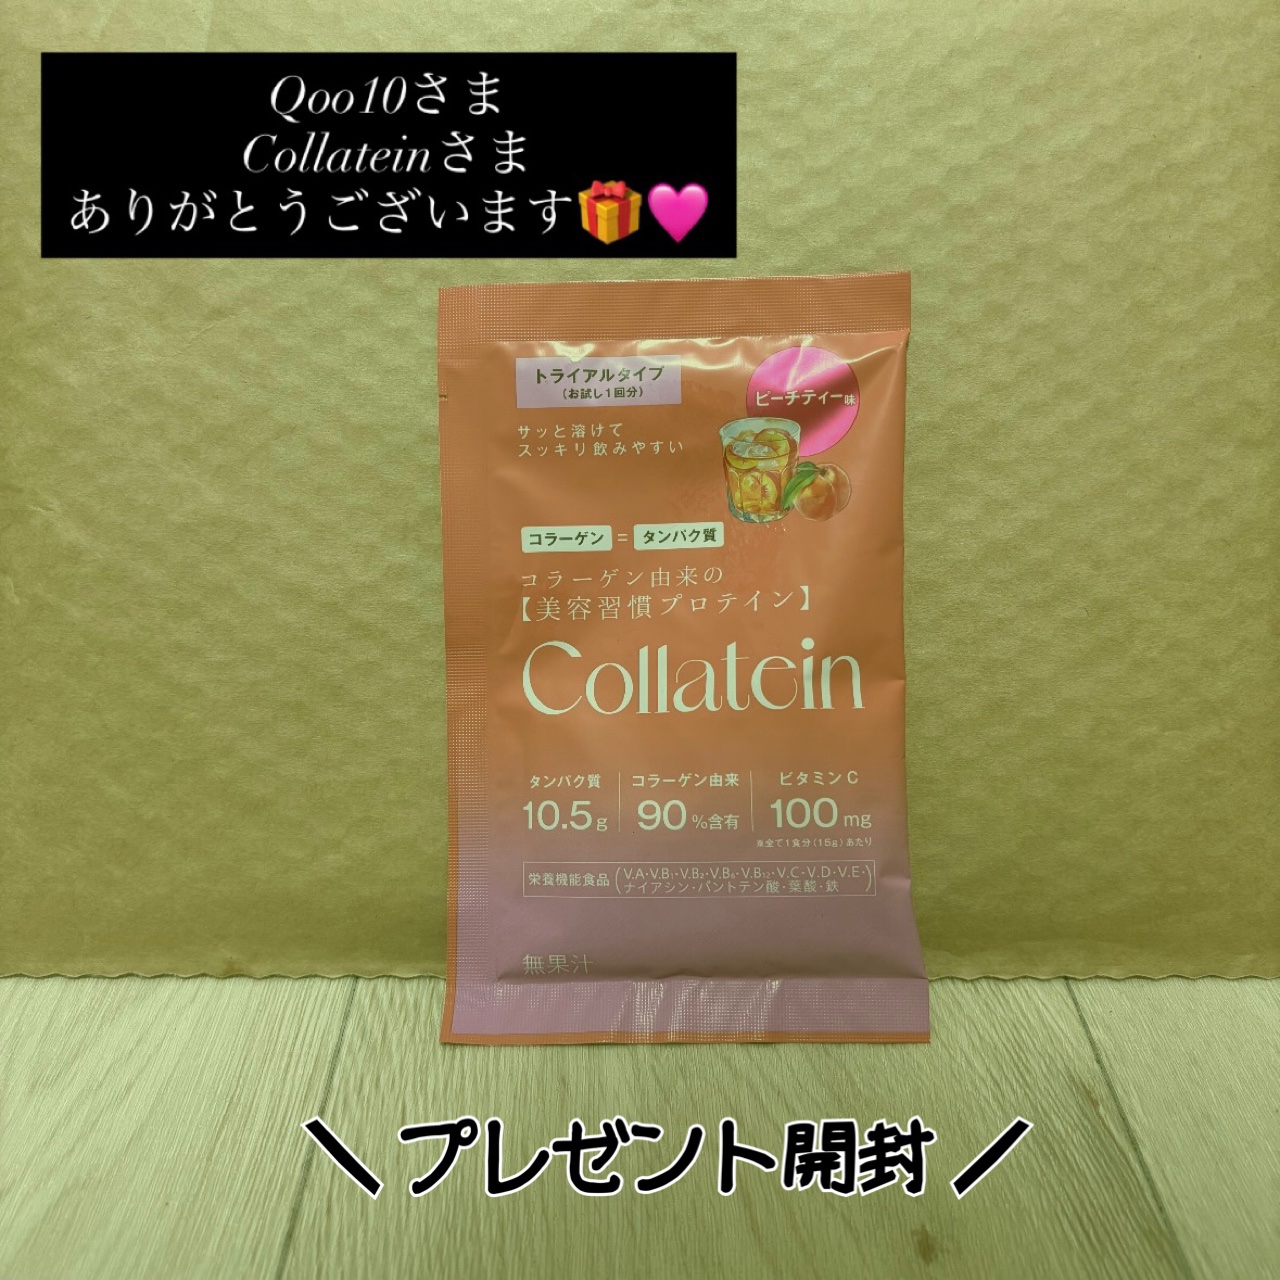 Qoo10さま
Collateinさま
ありがとうございます🎁🩷
トライアルタイプ
(お試し1回分)
ピーチティー味
サッと溶けて
スッキリ飲みやすい
コラーゲン = タンパク質
コラーゲン由来の
【美容習慣プロテイン】
Collatein
タンパク質
10.5g
コラーゲン由来
90%含有
ビタミンC
100mg
※全て1食分(15g)あたり
栄養機能食品
(V.A・V.B₁・V.B₂・V.B₆・V.B₁₂・V.C・V.D・V.E・
ナイアシン・パントテン酸・葉酸・鉄)
無果汁
＼プレゼント開封／